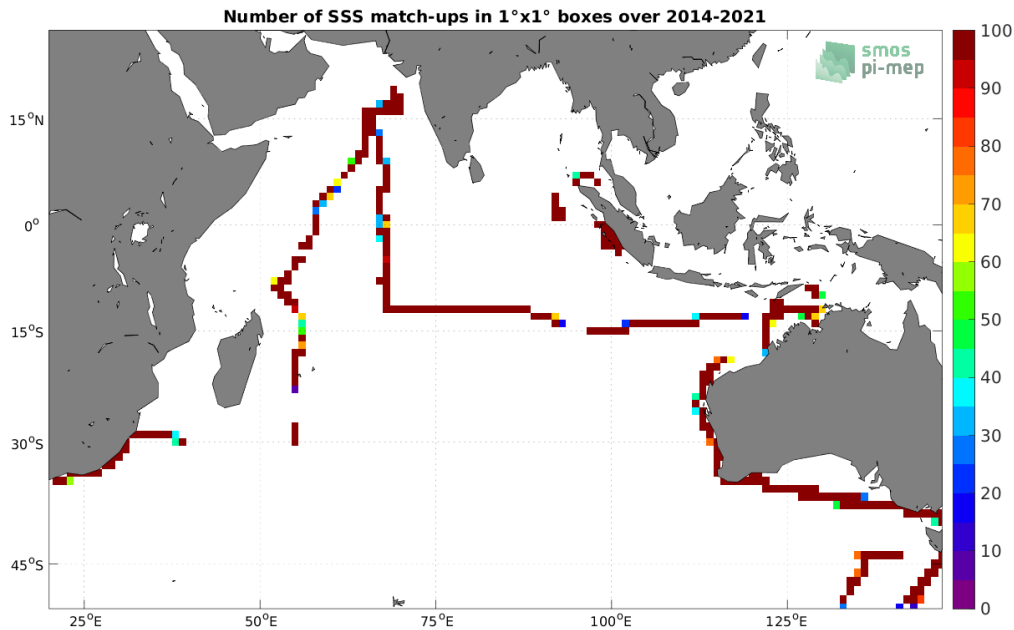 Number of SSS match-ups in 1°x1° boxes over 2014-2021
smos
pi-mep
15°N
0°
15°S
30°S
45°S
25°E
50°E
75°E
100°E
125°E
100
90
80
70
60
50
40
30
20
10
0